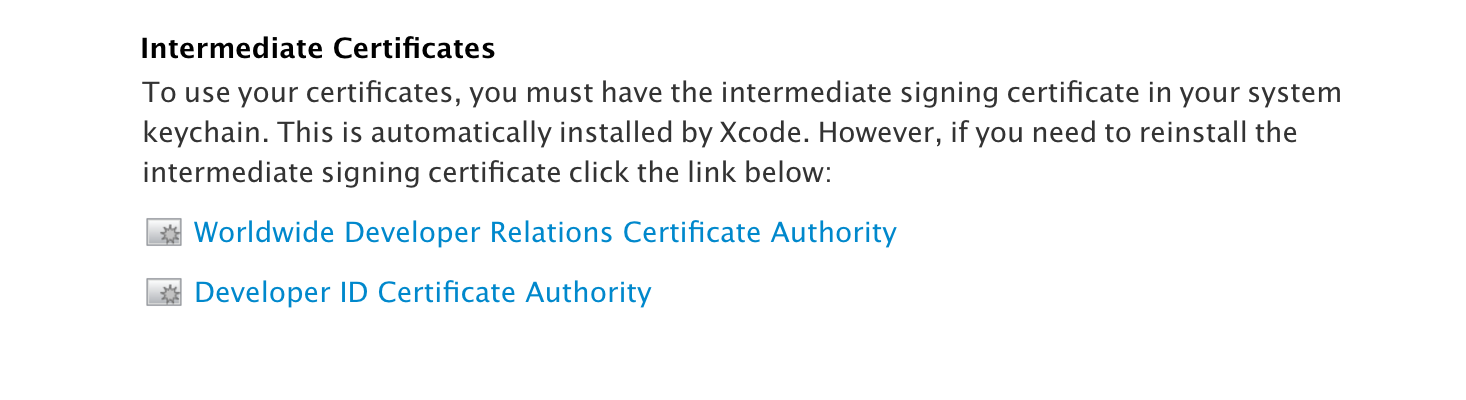 Intermediate Certificates
To use your certificates, you must have the intermediate signing certificate in your system
keychain. This is automatically installed by Xcode. However, if you need to reinstall the
intermediate signing certificate click the link below:
Worldwide Developer Relations Certificate Authority
Developer ID Certificate Authority